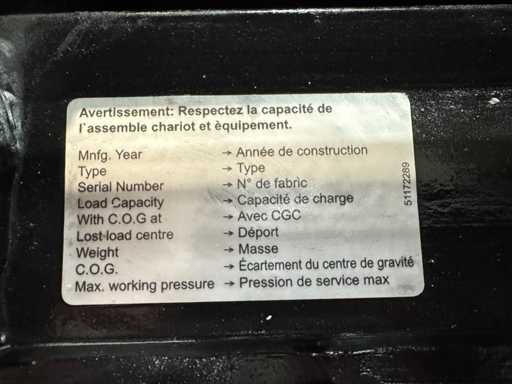 Avertissement: Respectez la capacité de
l'assemble chariot et èquipement.
Mnfg. Year → Année de construction
Type → Type
Serial Number → N° de fabric
Load Capacity → Capacité de charge
With C.O.G at → Avec CGC
Lost load centre → Déport
Weight → Masse
C.O.G. → Écartement du centre de gravité
Max. working pressure → Pression de service max
51172289